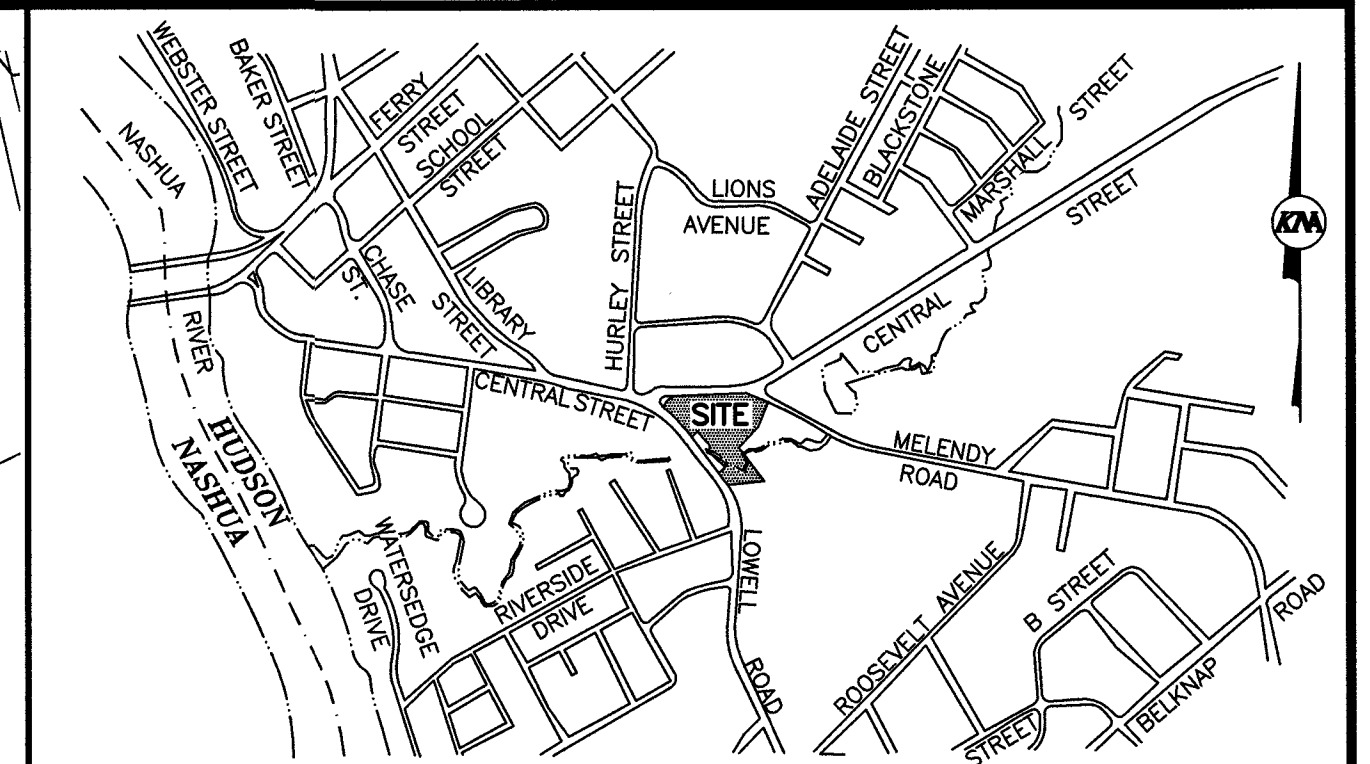 WEBSTER STREET
BAKER STREET
NASHUA
RIVER
FERRY
STREET
SCHOOL
STREET
CHASE
ST.
LIBRARY
STREET
HURLEY STREET
LIONS
AVENUE
ADELAIDE STREET
BLACKSTONE
MARSHALL
STREET
CENTRAL
STREET
KNA
CENTRAL STREET
SITE
MELENDY
ROAD
HUDSON
NASHUA
WATERSEDGE
DRIVE
RIVERSIDE
DRIVE
LOWELL
ROAD
ROOSEVELT AVENUE
B STREET
STREET
BELKNAP
ROAD